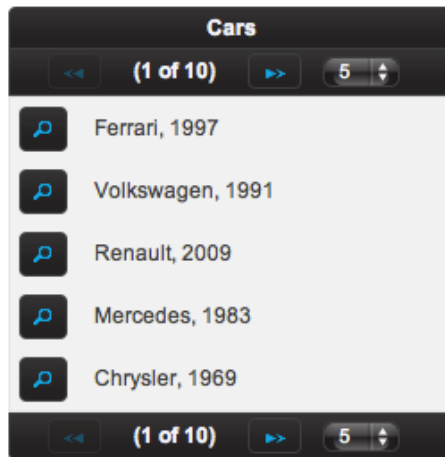 Cars
(1 of 10) 5
Ferrari, 1997
Volkswagen, 1991
Renault, 2009
Mercedes, 1983
Chrysler, 1969
(1 of 10) 5